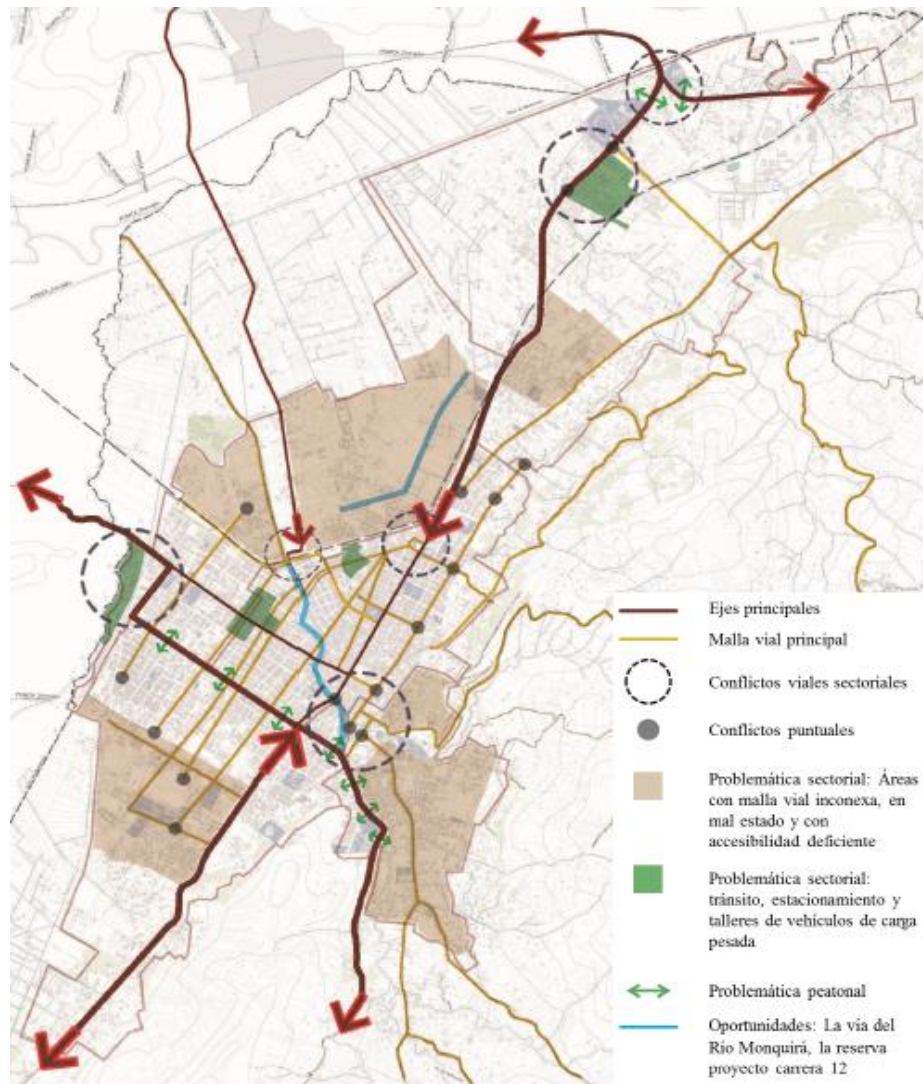 Ejes principales
Malla vial principal
Conflictos viales sectoriales
Conflictos puntuales
Problemática sectorial: Áreas
con malla vial inconexa, en
mal estado y con
accesibilidad deficiente
Problemática sectorial:
tránsito, estacionamiento y
talleres de vehículos de carga
pesada
Problemática peatonal
Oportunidades: La vía del
Río Monquirá, la reserva
proyecto carrera 12